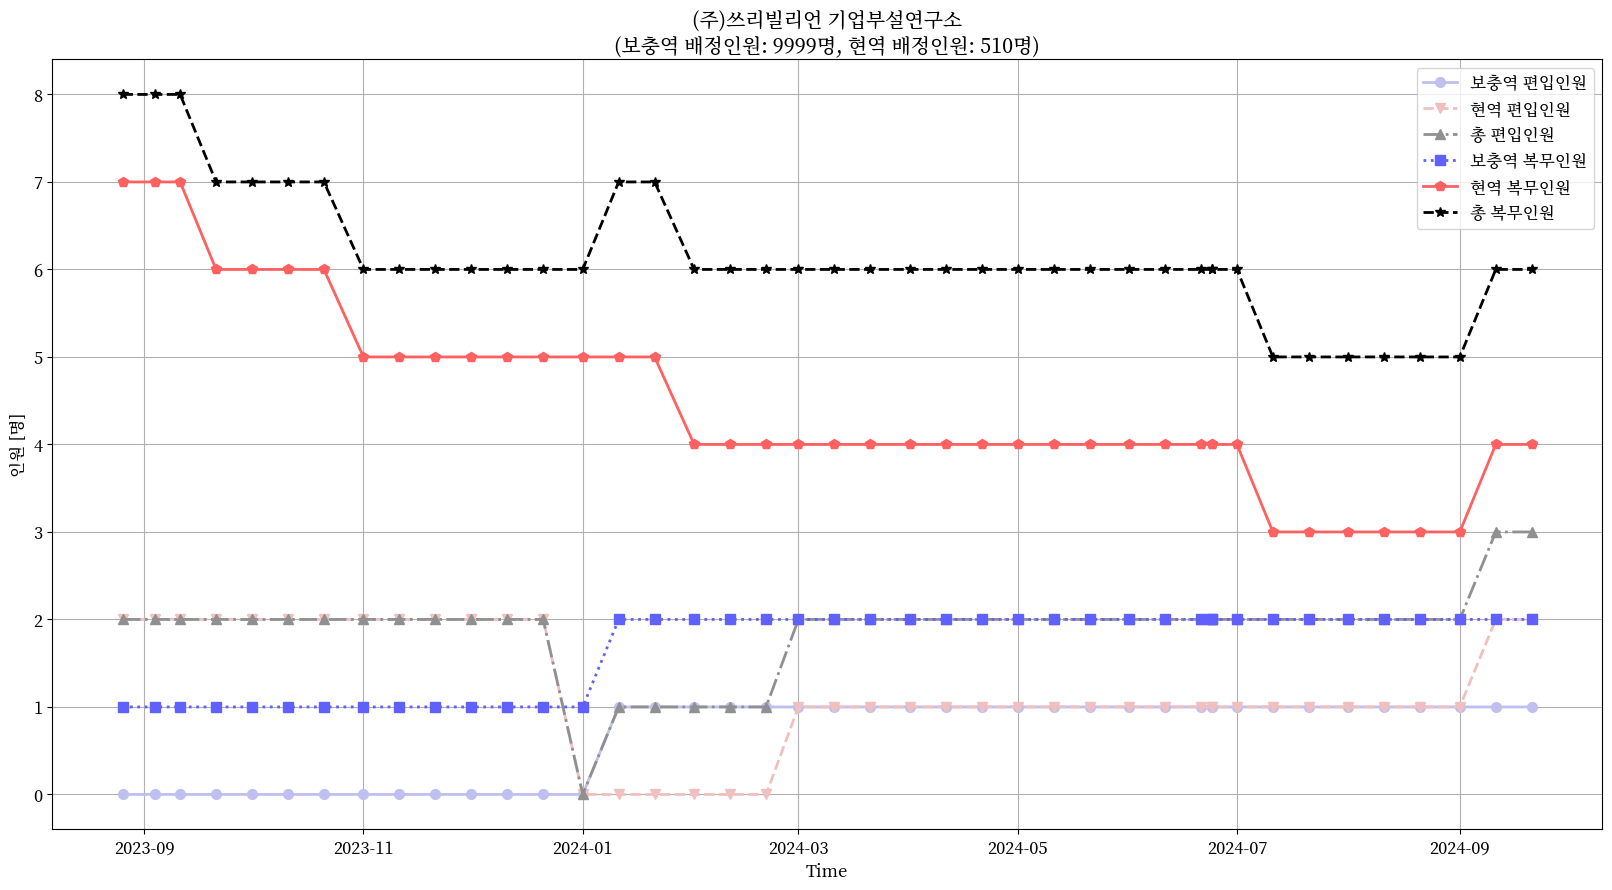 (주)쓰리빌리언 기업부설연구소
(보충역 배정인원: 9999명, 현역 배정인원: 510명)
보충역 편입인원
현역 편입인원
총 편입인원
보충역 복무인원
현역 복무인원
총 복무인원
인원 [명]
8
7
6
5
4
3
2
1
0
2023-09
2023-11
2024-01
2024-03
2024-05
2024-07
2024-09
Time